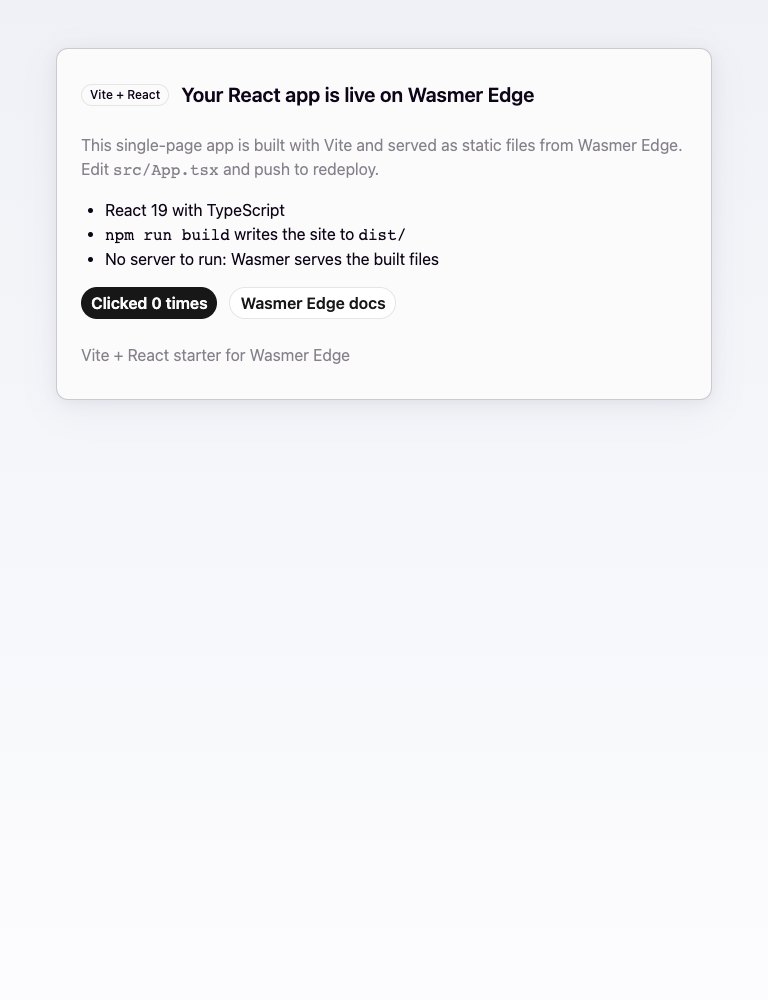 Vite + React
Your React app is live on Wasmer Edge
This single-page app is built with Vite and served as static files from Wasmer Edge.
Edit src/App.tsx and push to redeploy.
React 19 with TypeScript
npm run build writes the site to dist/
No server to run: Wasmer serves the built files
Clicked 0 times
Wasmer Edge docs
Vite + React starter for Wasmer Edge